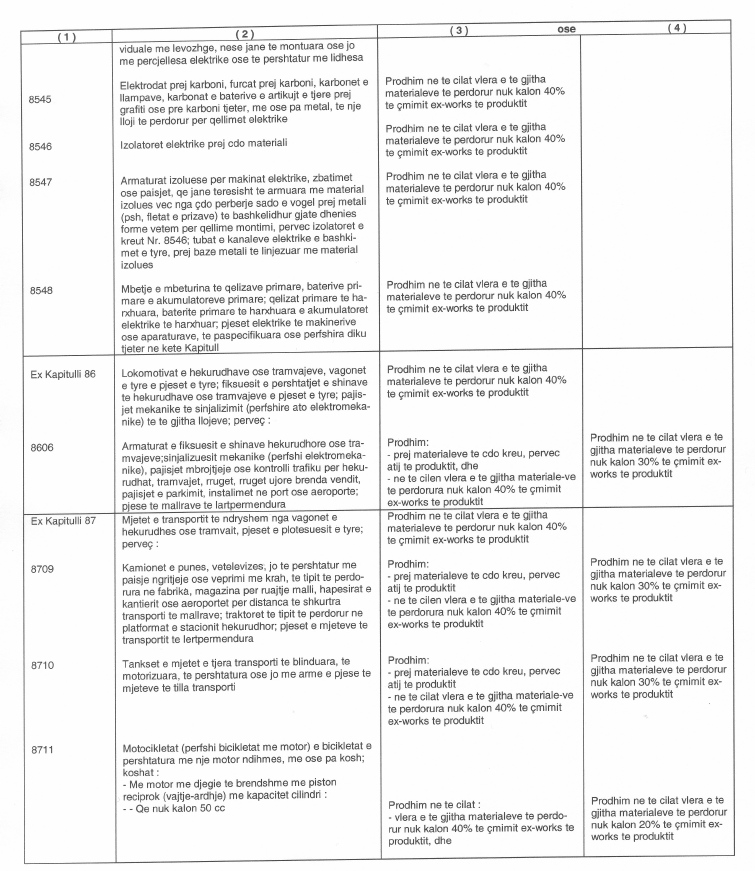 ( 1 ) ( 2 ) ( 3 ) ose ( 4 )
viduale me levozhge, nese jane te montuara ose jo
me percjellesa elektrike ose te pershtatur me lidhesa
8545
Elektrodat prej karboni, furcat prej karboni, karbonet e
llampave, karbonat e baterive e artikujt e tjere prej
grafiti ose pre karboni tjeter, me ose pa metal, te nje
lloji te perdorur per qellimet elektrike
Prodhim ne te cilat vlera e te gjitha
materialeve te perdorur nuk kalon 40%
te çmimit ex-works te produktit
8546
Izolatoret elektrike prej cdo materiali
Prodhim ne te cilat vlera e te gjitha
materialeve te perdorur nuk kalon 40%
te çmimit ex-works te produktit
8547
Armaturat izoluese per makinat elektrike, zbatimet
ose paisjet, qe jane teresisht te armuara me material
izolues vec nga çdo perberje sado e vogel prej metali
(psh, fletat e prizave) te bashkelidhur gjate dhenies
forme vetem per qellime montimi, pervec izolatoret e
kreut Nr. 8546; tubat e kanaleve elektrike e bashki-
met e tyre, prej baze metali te linjezuar me material
izolues
Prodhim ne te cilat vlera e te gjitha
materialeve te perdorur nuk kalon 40%
te çmimit ex-works te produktit
8548
Mbetje e mbeturina te qelizave primare, baterive pri-
mare e akumulatoreve primare; qelizat primare te ha-
rxhuara, baterite primare te harxhuara e akumulatoret
elektrike te harxhuar; pjeset elektrike te makinerive
ose aparaturave, te paspecifikuara ose perfshira diku
tjeter ne kete Kapitull
Prodhim ne te cilat vlera e te gjitha
materialeve te perdorur nuk kalon 40%
te çmimit ex-works te produktit
Ex Kapitulli 86
Lokomotivat e hekurudhave ose tramvajeve, vagonet
e tyre e pjeset e tyre; fiksuesit e pershtatjet e shinave
te hekurudhave ose tramvajeve e pjeset e tyre; pajis-
jet mekanike te sinjalizimit (perfshire ato elektromeka-
nike) te te gjitha llojeve; perveç :
Prodhim ne te cilat vlera e te gjitha
materialeve te perdorur nuk kalon 40%
te çmimit ex-works te produktit
8606
Armaturat e fiksuesit e shinave hekurudhore ose tra-
mvajeve;sinjalizuesit mekanike (perfshi elektromeka-
nike), pajisjet mbrojtjeje ose kontrolli trafiku per heku-
rudhat, tramvajet, rruget, rruget ujore brenda vendit,
pajisjet e parkimit, instalimet ne port ose aeroporte;
pjese te mallrave te lartpermendura
Prodhim:
- prej materialeve te cdo kreu, pervec
atij te produktit, dhe
- ne te cilen vlera e te gjitha materiale-ve
te perdorura nuk kalon 40% te çmimit
ex-works te produktit
Prodhim ne te cilat vlera e te
gjitha materialeve te perdorur
nuk kalon 30% te çmimit ex-
works te produktit
Ex Kapitulli 87
Mjetet e transportit te ndryshem nga vagonet e
hekurudhes ose tramvait, pjeset e plotesuesit e tyre;
perveç :
Prodhim ne te cilat vlera e te gjitha
materialeve te perdorur nuk kalon 40%
te çmimit ex-works te produktit
8709
Kamionet e punes, vetelevizes, jo te pershtatur me
paisje ngritjeje ose veprimi me krah, te tipit te perdo-
rura ne fabrika, magazina per ruajtje malli, hapesirat e
kantierit ose aeroportet per distanca te shkurtra
transporti te mallrave; traktoret te tipit te perdorur ne
platformat e stacionit hekurudhor; pjeset e mjeteve te
transportit te lertpermendura
Prodhim:
- prej materialeve te cdo kreu, pervec
atij te produktit
- ne te cilen vlera e te gjitha materiale-ve
te perdorura nuk kalon 40% te çmimit
ex-works te produktit
Prodhim ne te cilat vlera e te
gjitha materialeve te perdorur
nuk kalon 30% te çmimit ex-
works te produktit
8710
Tankset e mjetet e tjera transporti te blinduara, te
motorizuara, te pershtatura ose jo me arme e pjese te
mjeteve te tilla transporti
Prodhim:
- prej materialeve te cdo kreu, pervec
atij te produktit
- ne te cilat vlera e te gjitha materiale-ve
te perdorura nuk kalon 40% te çmimit
ex-works te produktit
Prodhim ne te cilat vlera e te
gjitha materialeve te perdorur
nuk kalon 30% te çmimit ex-
works te produktit
8711
Motocikletat (perfshi bicikletat me motor) e bicikletat e
pershtatura me nje motor ndihmes, me ose pa kosh;
koshat :
- Me motor me djegie te brendshme me piston
reciprok (vajtje-ardhje) me kapacitet cilindri :
- - Qe nuk kalon 50 cc
Prodhim ne te cilat :
- vlera e te gjitha materialeve te perdo-
rur nuk kalon 40% te çmimit ex-works te
produktit, dhe
Prodhim ne te cilat vlera e te
gjitha materialeve te perdorur
nuk kalon 20% te çmimit ex-
works te produktit